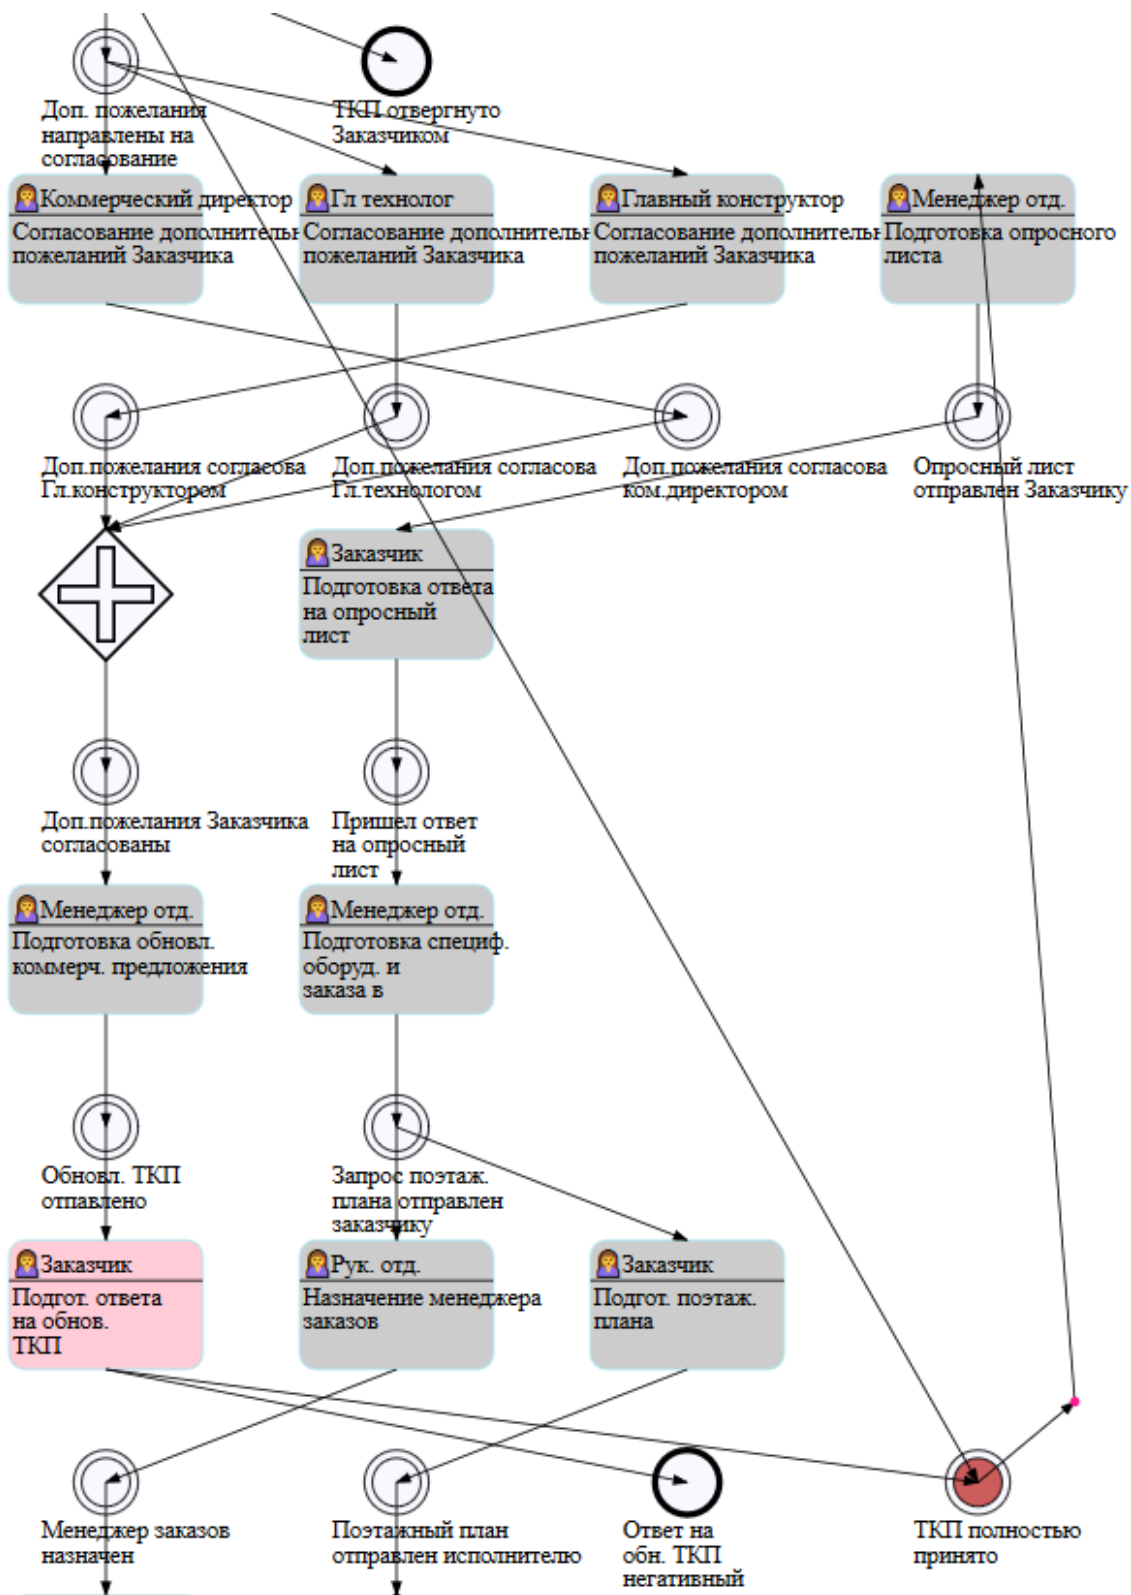 Доп. пожелания
направлены на
согласование
ТКП отвергнуто
Заказчиком
Коммерческий директор
Согласование дополнитель
пожеланий Заказчика
Гл технолог
Согласование дополнитель
пожеланий Заказчика
Главный конструктор
Согласование дополнитель
пожеланий Заказчика
Менеджер отд.
Подготовка опросного
листа
Доп.пожелания согласова
Гл.конструктором
Доп.пожелания согласова
Гл.технологом
Доп.пожелания согласова
ком.директором
Опросный лист
отправлен Заказчику
Заказчик
Подготовка ответа
на опросный
лист
Доп.пожелания Заказчика
согласованы
Пришел ответ
на опросный
лист
Менеджер отд.
Подготовка обновл.
коммерч. предложения
Менеджер отд.
Подготовка специф.
оборуд. и
заказа в
Обновл. ТКП
отпавлено
Запрос поэтаж.
плана отправлен
заказчику
Заказчик
Подгот. ответа
на обнов.
ТКП
Рук. отд.
Назначение менеджера
заказов
Заказчик
Подгот. поэтаж.
плана
Менеджер заказов
назначен
Поэтажный план
отправлен исполнителю
Ответ на
обн. ТКП
негативный
ТКП полностью
принято